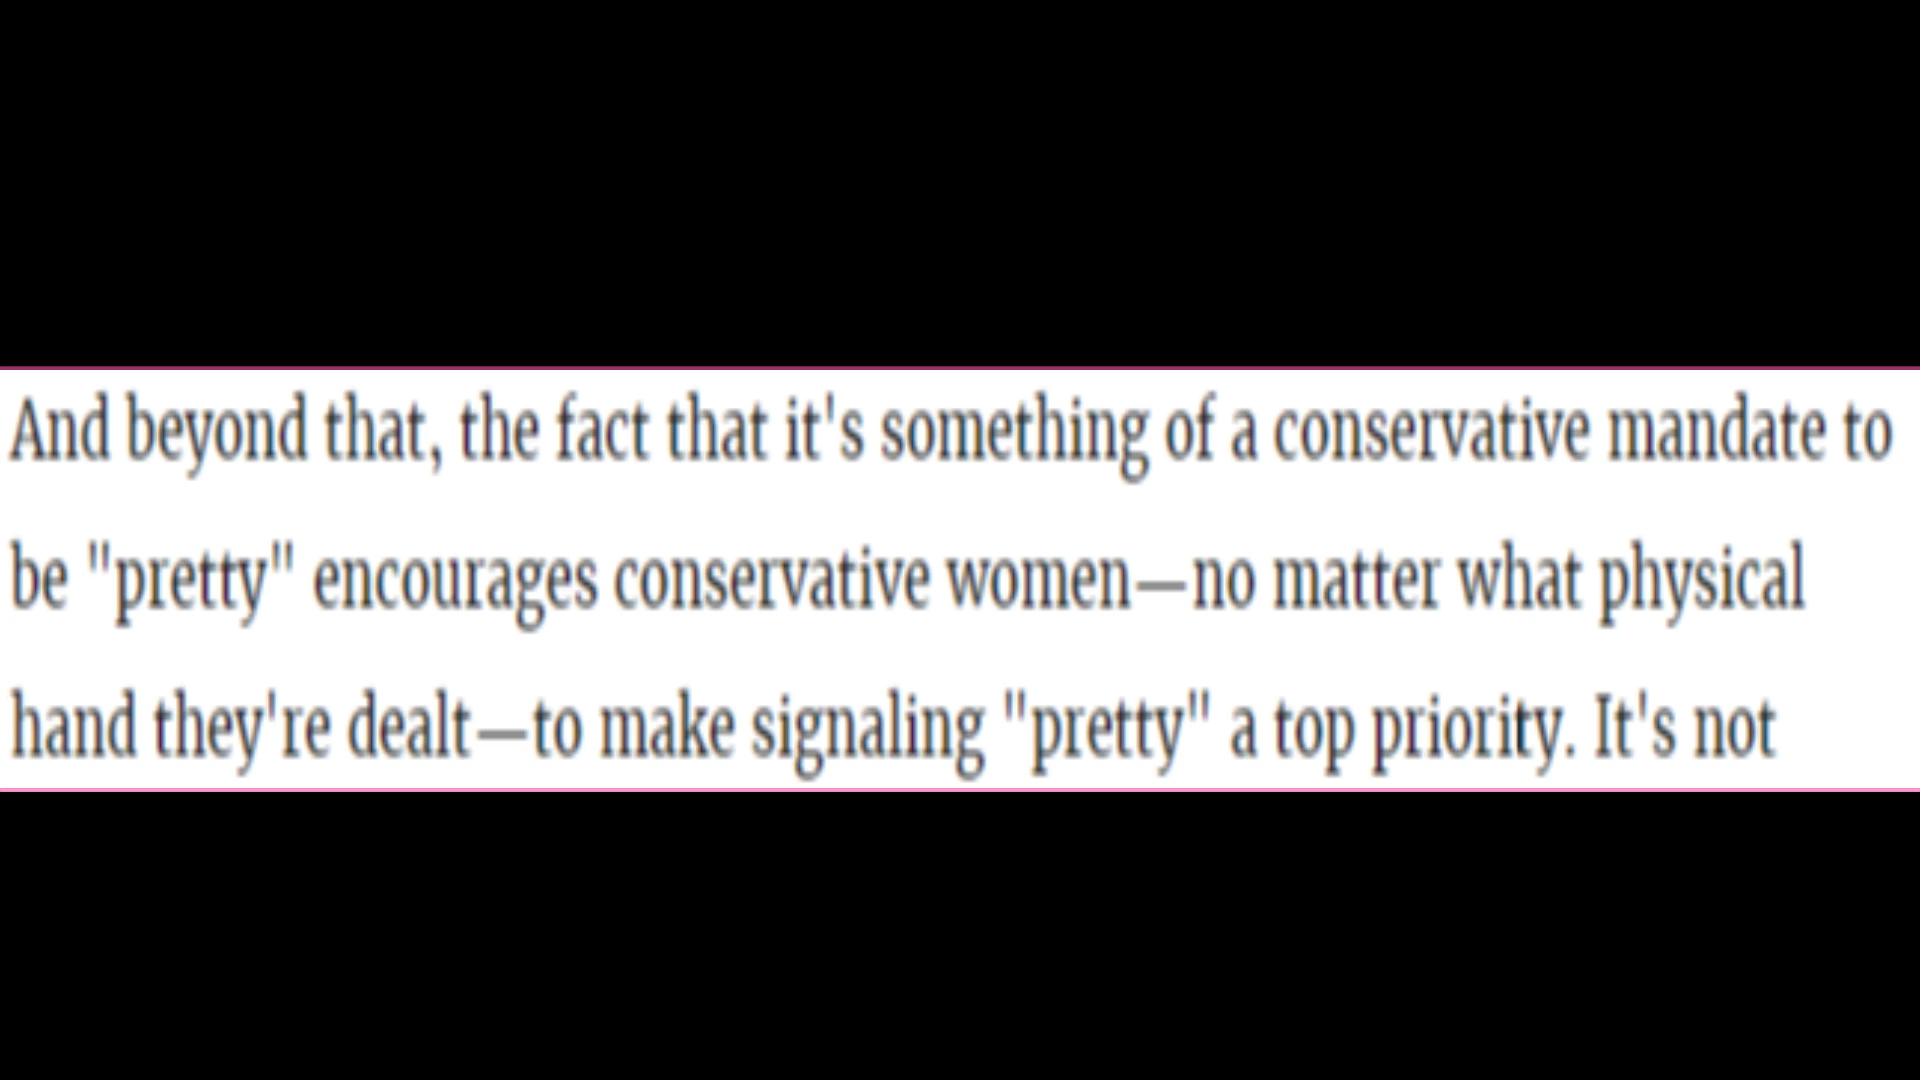 And beyond that, the fact that it's something of a conservative mandate to
be "pretty" encourages conservative women—no matter what physical
hand they're dealt—to make signaling "pretty" a top priority. It's not